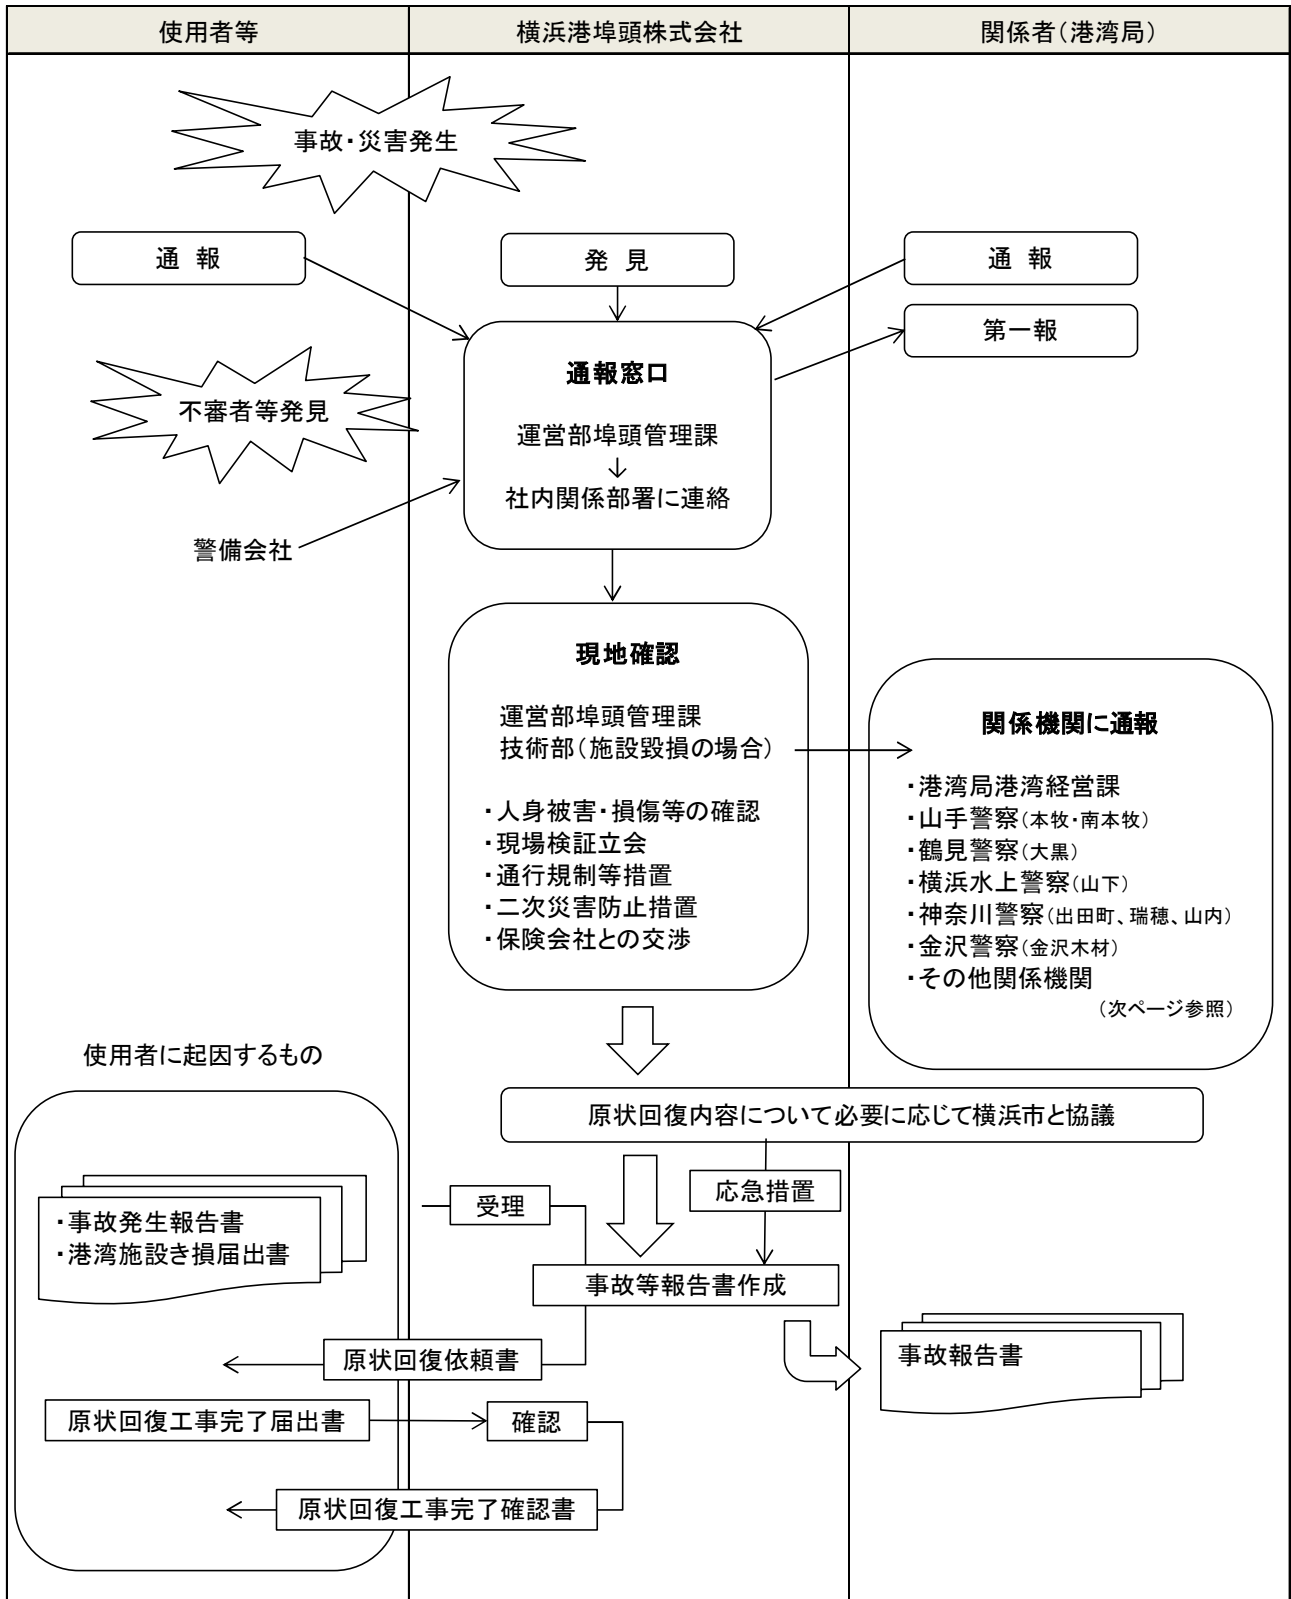 使用者等
横浜港埠頭株式会社
関係者(港湾局)
事故・災害発生
通 報
発 見
通 報
第一報
通報窓口
運営部埠頭管理課
↓
社内関係部署に連絡
不審者等発見
警備会社
現地確認
運営部埠頭管理課
技術部(施設毀損の場合)
・人身被害・損傷等の確認
・現場検証立会
・通行規制等措置
・二次災害防止措置
・保険会社との交渉
関係機関に通報
・港湾局港湾経営課
・山手警察(本牧・南本牧)
・鶴見警察(大黒)
・横浜水上警察(山下)
・神奈川警察(出田町、瑞穂、山内)
・金沢警察(金沢木材)
・その他関係機関
(次ページ参照)
使用者に起因するもの
原状回復内容について必要に応じて横浜市と協議
・事故発生報告書
・港湾施設き損届出書
受理
応急措置
事故等報告書作成
原状回復依頼書
事故報告書
原状回復工事完了届出書
確認
原状回復工事完了確認書